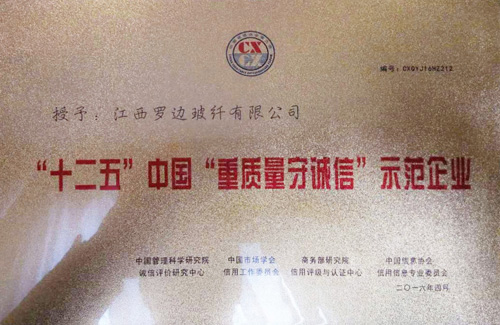 CX
编号：CXQYJ16HZ212
授予：江西罗边玻纤有限公司
“十二五”中国“重质量守诚信”示范企业
中国管理科学研究院 中国市场学会 商务部研究院 中国信息协会
诚信评价研究中心 信用工作委员会 信用评级与认证中心 信用信息专业委员会
二〇一六年四月